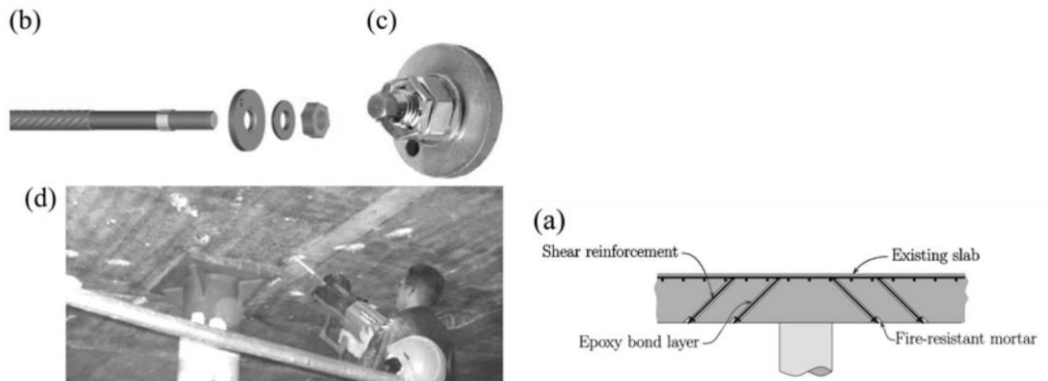 (b)
(c)
(d)
(a)
Shear reinforcement
Existing slab
Epoxy bond layer
Fire-resistant mortar